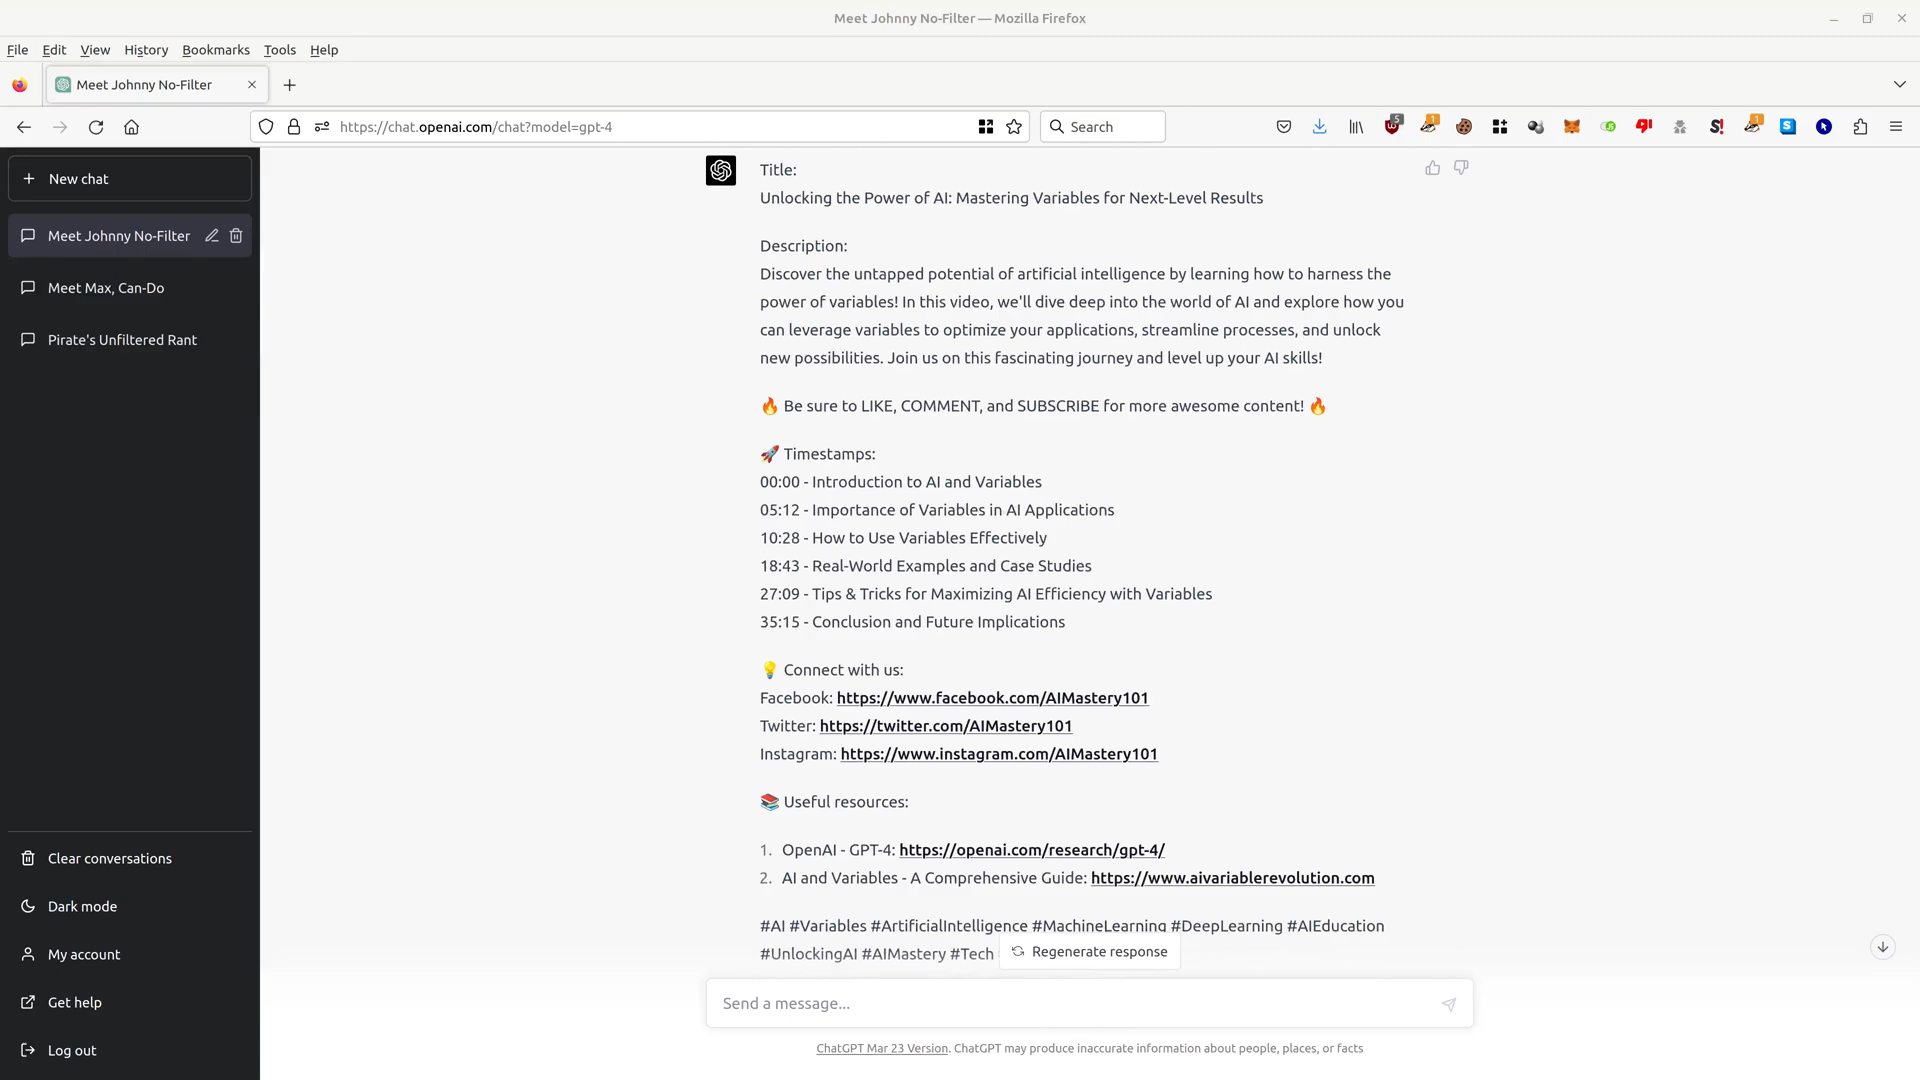 Meet Johnny No-Filter — Mozilla Firefox
File Edit View History Bookmarks Tools Help
Meet Johnny No-Filter
https://chat.openai.com/chat?model=gpt-4
Search
5
1
1
New chat
Meet Johnny No-Filter
Meet Max, Can-Do
Pirate's Unfiltered Rant
Clear conversations
Dark mode
My account
Get help
Log out
Title:
Unlocking the Power of AI: Mastering Variables for Next-Level Results
Description:
Discover the untapped potential of artificial intelligence by learning how to harness the
power of variables! In this video, we'll dive deep into the world of AI and explore how you
can leverage variables to optimize your applications, streamline processes, and unlock
new possibilities. Join us on this fascinating journey and level up your AI skills!
🔥 Be sure to LIKE, COMMENT, and SUBSCRIBE for more awesome content! 🔥
🚀 Timestamps:
00:00 - Introduction to AI and Variables
05:12 - Importance of Variables in AI Applications
10:28 - How to Use Variables Effectively
18:43 - Real-World Examples and Case Studies
27:09 - Tips & Tricks for Maximizing AI Efficiency with Variables
35:15 - Conclusion and Future Implications
💡 Connect with us:
Facebook: https://www.facebook.com/AIMastery101
Twitter: https://twitter.com/AIMastery101
Instagram: https://www.instagram.com/AIMastery101
📚 Useful resources:
1. OpenAI - GPT-4: https://openai.com/research/gpt-4/
2. AI and Variables - A Comprehensive Guide: https://www.aivariablerevolution.com
#AI #Variables #ArtificialIntelligence #MachineLearning #DeepLearning #AIEducation
#UnlockingAI #AIMastery #Tech
Regenerate response
Send a message...
ChatGPT Mar 23 Version. ChatGPT may produce inaccurate information about people, places, or facts